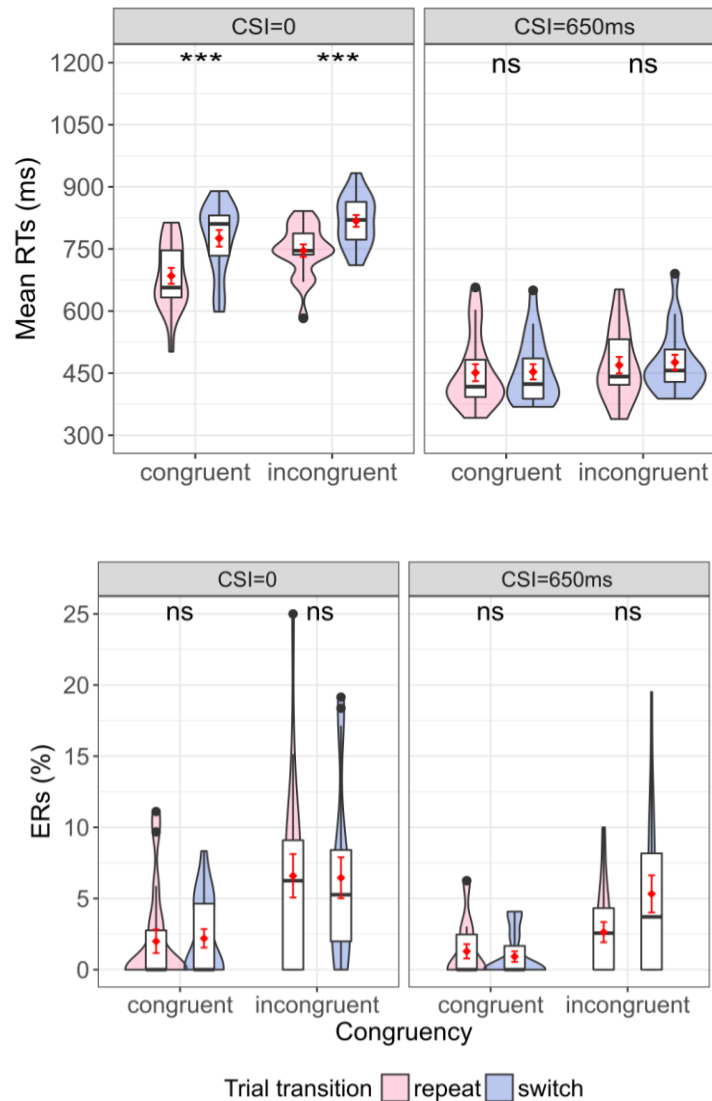 CSI=0 CSI=650ms
*** *** ns ns
1200
1050
900
750
600
450
300
Mean RTs (ms)
congruent incongruent congruent incongruent
CSI=0 CSI=650ms
ns ns ns ns
25
20
15
10
5
0
ERs (%)
congruent incongruent congruent incongruent
Congruency
Trial transition repeat switch